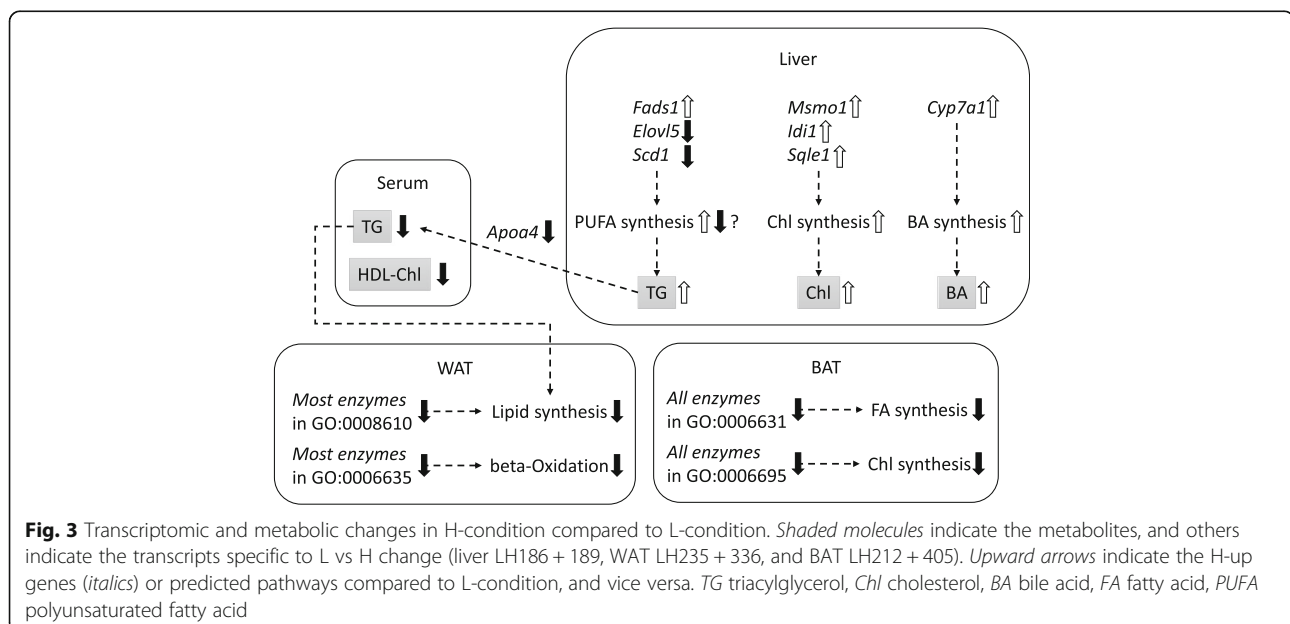 Liver
Fads1⇧
Elovl5⬇
Scd1 ⬇
Msmo1⇧
Idi1⇧
Sqle1⇧
Cyp7a1⇧
PUFA synthesis ⇧⬇?
Chl synthesis⇧
BA synthesis⇧
TG ⇧
Chl ⇧
BA ⇧
Serum
TG ⬇
HDL-Chl ⬇
Apoa4⬇
WAT
Most enzymes
in GO:0008610 ⬇
Lipid synthesis⬇
Most enzymes
in GO:0006635 ⬇
beta-Oxidation⬇
BAT
All enzymes
in GO:0006631 ⬇
FA synthesis⬇
All enzymes
in GO:0006695 ⬇
Chl synthesis⬇
Fig. 3 Transcriptomic and metabolic changes in H-condition compared to L-condition. Shaded molecules indicate the metabolites, and others
indicate the transcripts specific to L vs H change (liver LH186 + 189, WAT LH235 + 336, and BAT LH212 + 405). Upward arrows indicate the H-up
genes (italics) or predicted pathways compared to L-condition, and vice versa. TG triacylglycerol, Chl cholesterol, BA bile acid, FA fatty acid, PUFA
polyunsaturated fatty acid